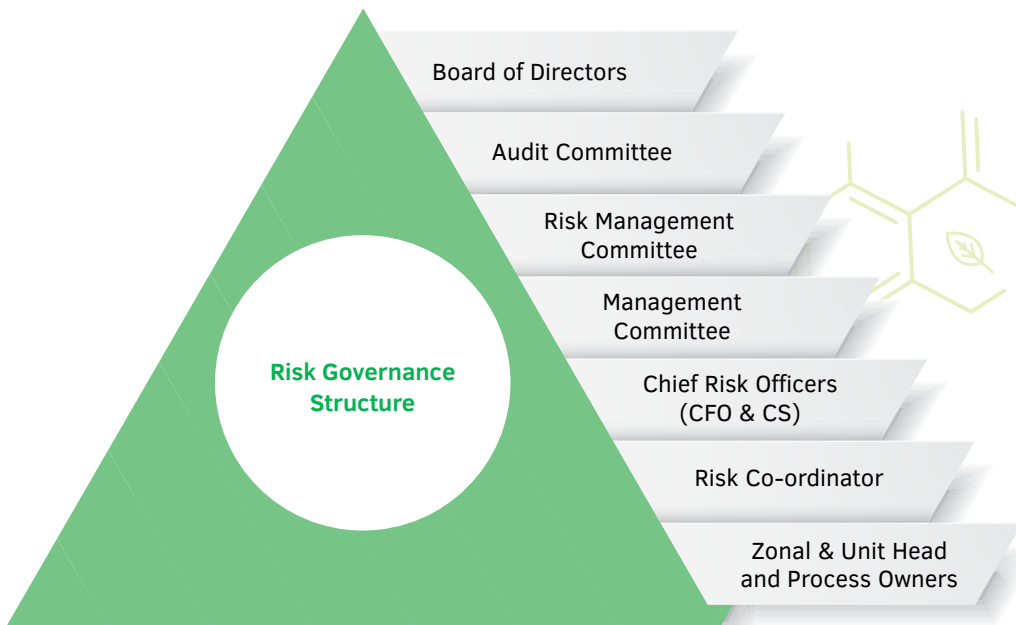 Board of Directors
Audit Committee
Risk Management
Committee
Management
Committee
Risk Governance
Structure
Chief Risk Officers
(CFO & CS)
Risk Co-ordinator
Zonal & Unit Head
and Process Owners